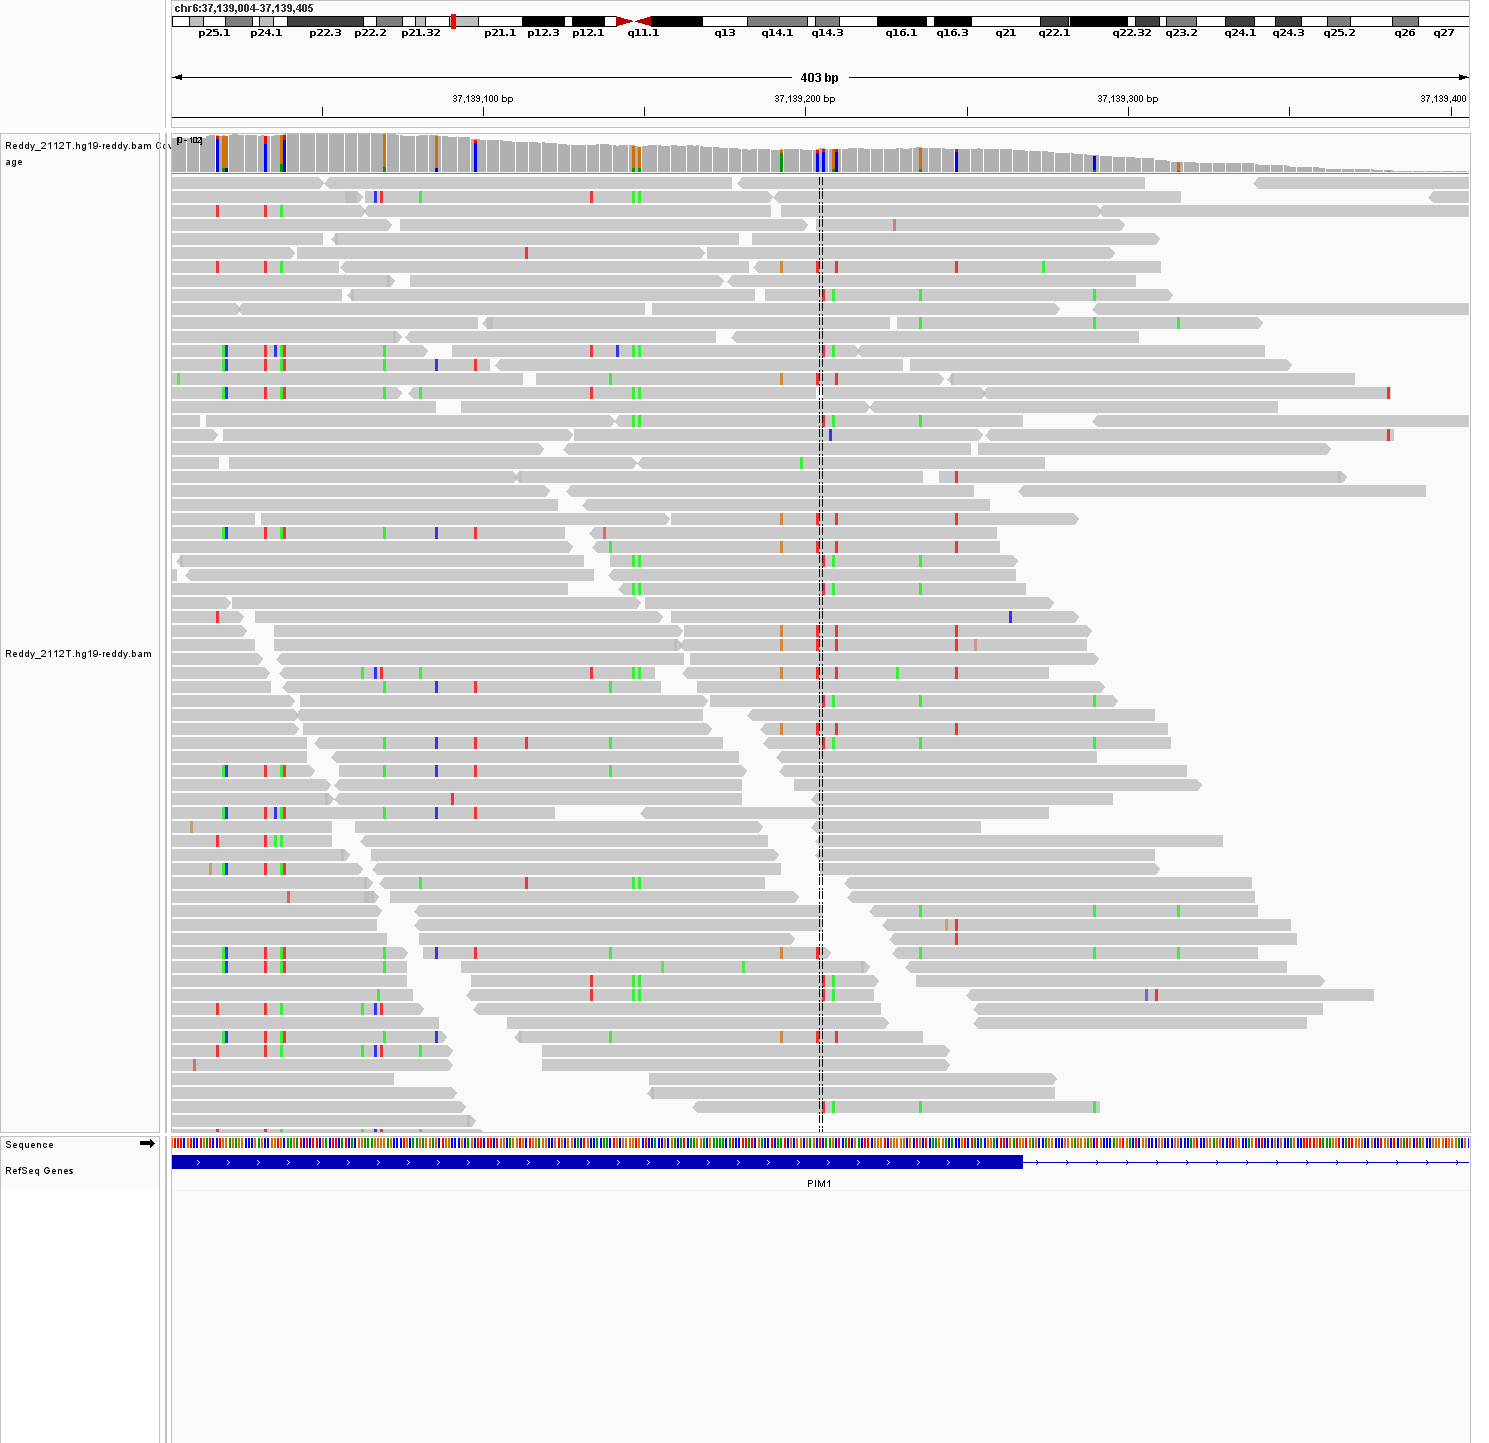 chr6:37,139,004-37,139,405
p25.1 p24.1 p22.3 p22.2 p21.32 p21.1 p12.3 p12.1 q11.1 q13 q14.1 q14.3 q16.1 q16.3 q21 q22.1 q22.32 q23.2 q24.1 q24.3 q25.2 q26 q27
403 bp
37,139,100 bp 37,139,200 bp 37,139,300 bp 37,139,400
Reddy_2112T.hg19-reddy.bam Cov
age
[0 - 102]
Reddy_2112T.hg19-reddy.bam
Sequence
RefSeq Genes
PIM1